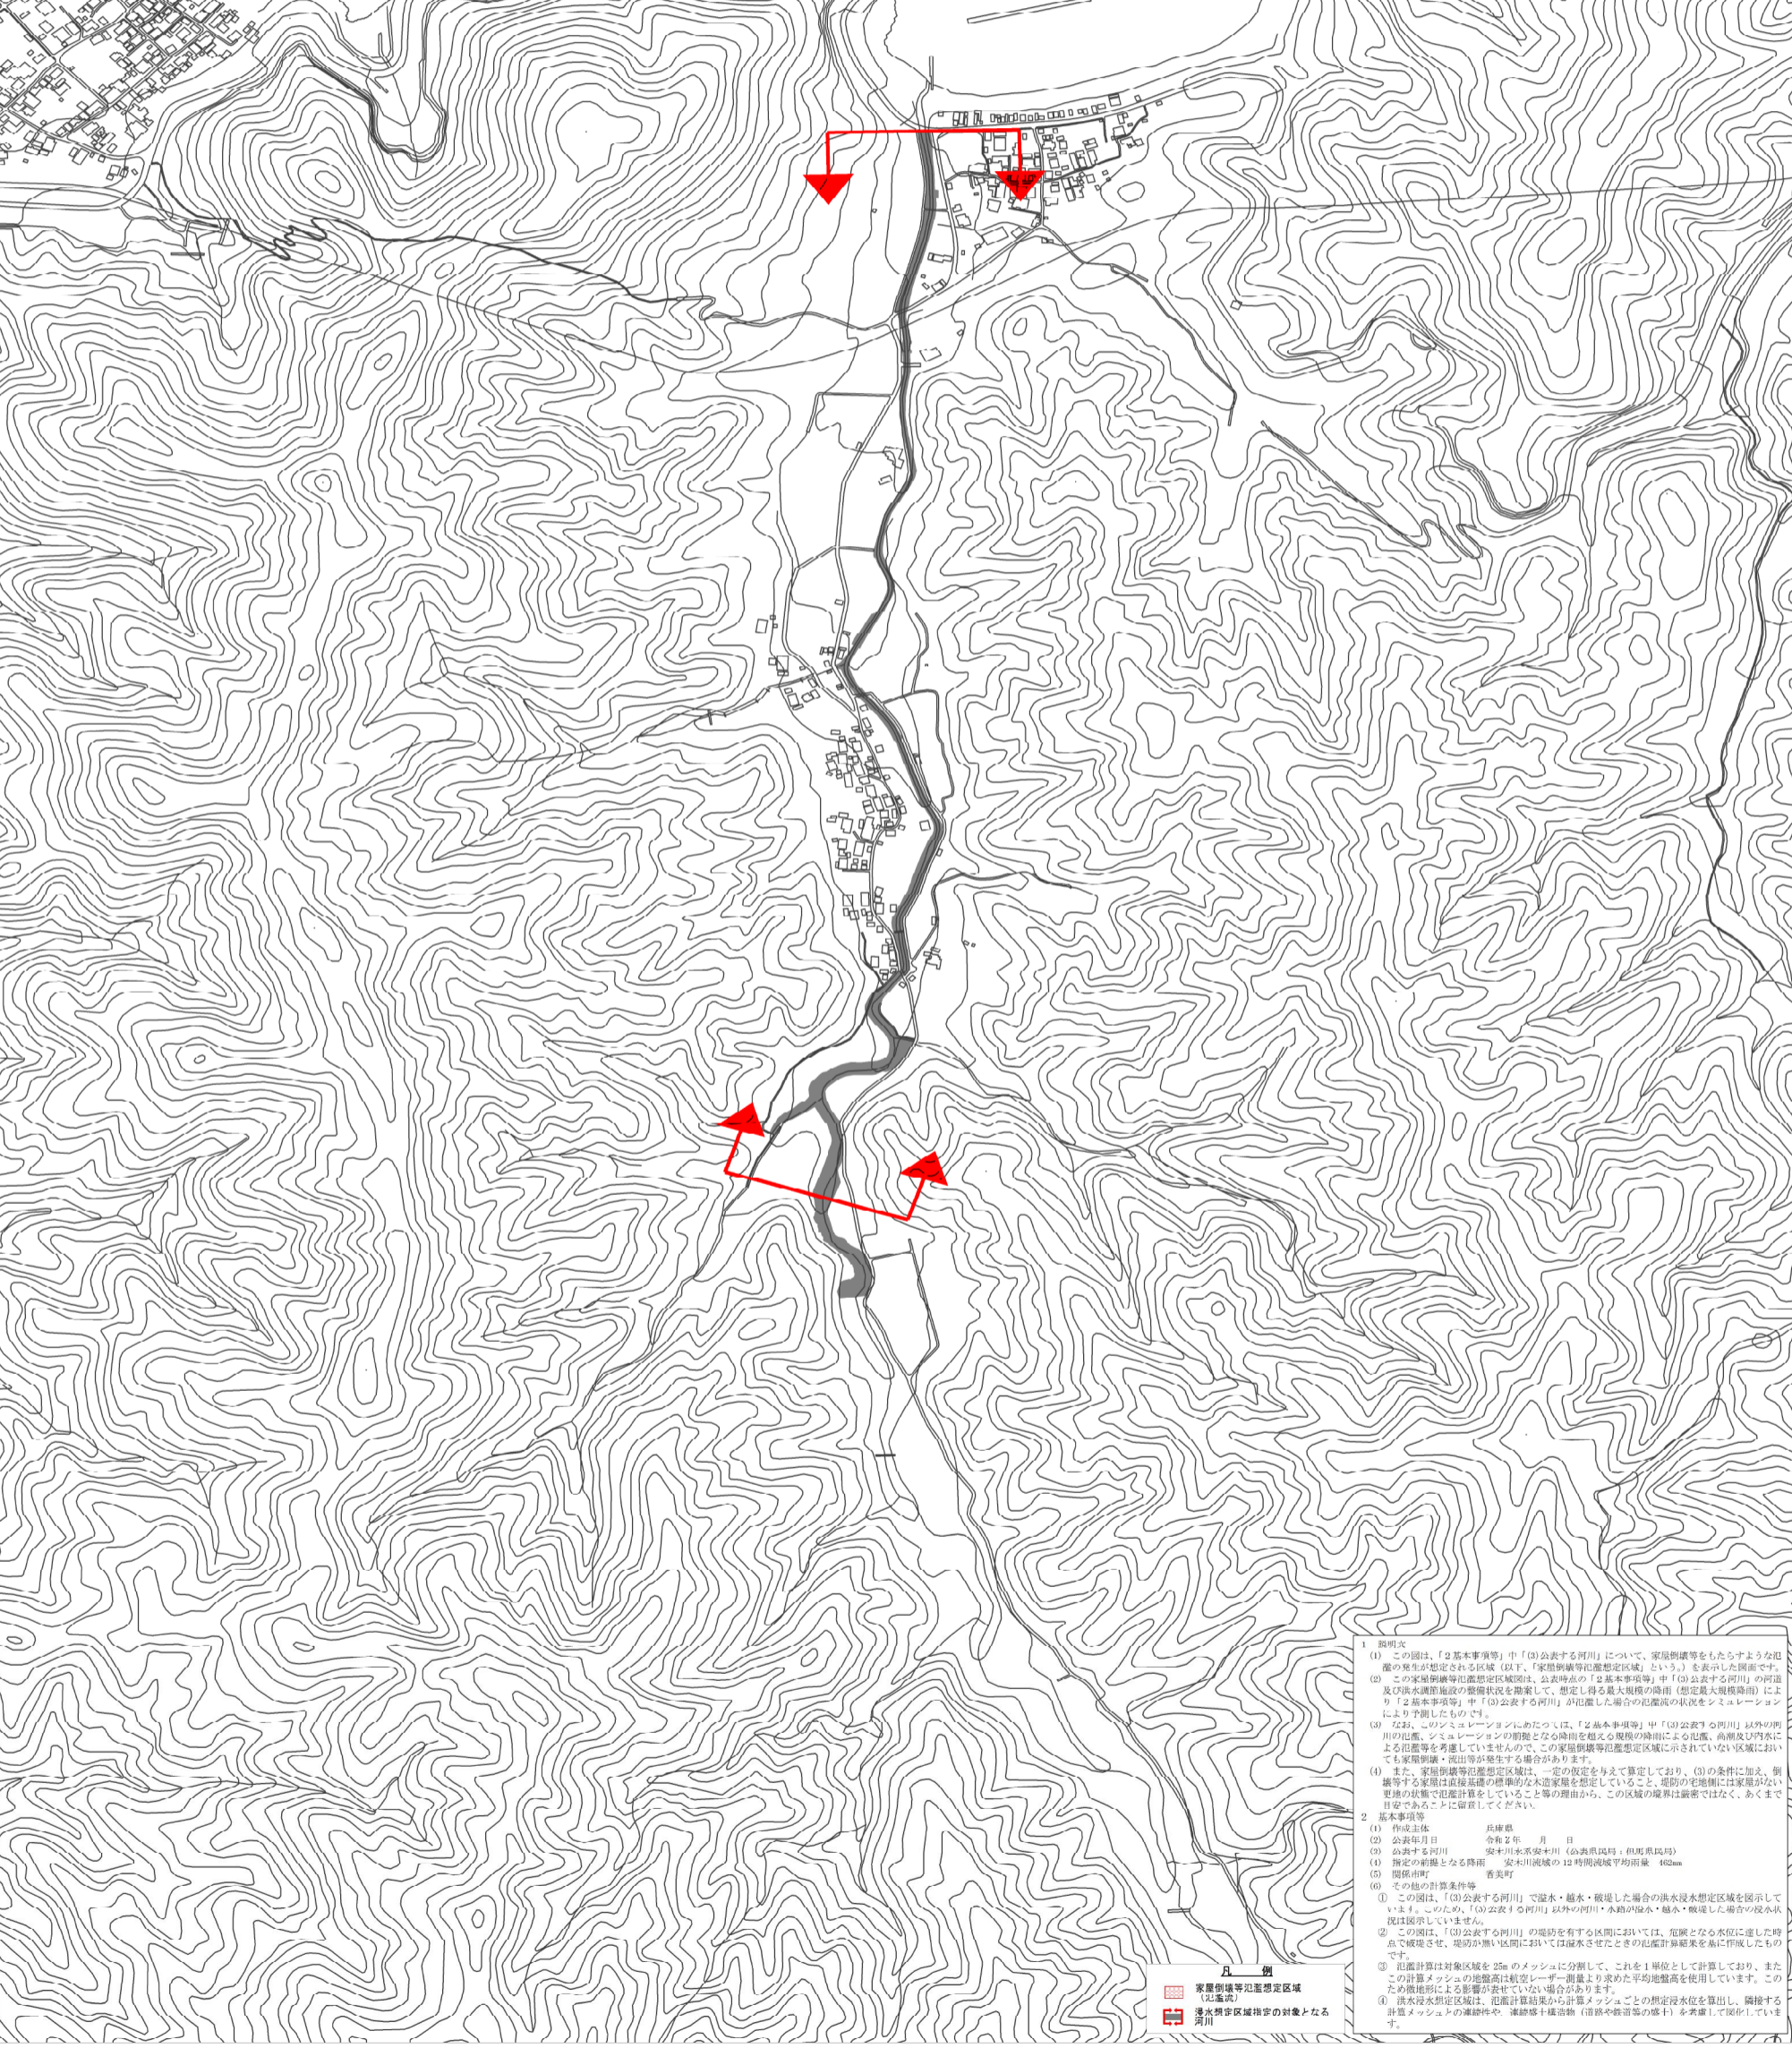 1　説明文
(1)　この図は、「2基本事項等」中「(3)公表する河川」について、家屋倒壊等をもたらすような氾
濫の発生が想定される区域（以下、「家屋倒壊等氾濫想定区域」という。）を表示した図面です。
(2)　この家屋倒壊等氾濫想定区域図は、公表時点の「2基本事項等」中「(3)公表する河川」の河道
及び洪水調節施設の整備状況を勘案して、想定し得る最大規模の降雨（想定最大規模降雨）によ
り「2基本事項等」中「(3)公表する河川」が氾濫した場合の氾濫流の状況をシミュレーション
により予測したものです。
(3)　なお、このシミュレーションにあたっては、「2基本事項等」中「(3)公表する河川」以外の河
川の氾濫、シミュレーションの前提となる降雨を超える規模の降雨による氾濫、高潮及び内水に
よる氾濫等を考慮していませんので、この家屋倒壊等氾濫想定区域に示されていない区域におい
ても家屋倒壊・流出等が発生する場合があります。
(4)　また、家屋倒壊等氾濫想定区域は、一定の仮定を与えて算定しており、(3)の条件に加え、倒
壊等する家屋は直接基礎の標準的な木造家屋を想定していること、堤防の宅地側には家屋がない
更地の状態で氾濫計算をしていること等の理由から、この区域の境界は厳密ではなく、あくまで
目安であることに留意してください。
2　基本事項等
(1)　作成主体　兵庫県
(2)　公表年月日　令和2年　月　日
(3)　公表する河川　安木川水系安木川（公表県民局：但馬県民局）
(4)　指定の前提となる降雨　安木川流域の12時間流域平均雨量　462mm
(5)　関係市町　香美町
(6)　その他の計算条件等
①　この図は、「(3)公表する河川」で溢水・越水・破堤した場合の洪水浸水想定区域を図示して
います。このため、「(3)公表する河川」以外の河川・水路が溢水・越水・破堤した場合の浸水状
況は図示していません。
②　この図は、「(3)公表する河川」の堤防を有する区間においては、危険となる水位に達した時
点で破堤させ、堤防が無い区間においては溢水させたときの氾濫計算結果を基に作成したもの
です。
③　氾濫計算は対象区域を25mのメッシュに分割して、これを1単位として計算しており、また
この計算メッシュの地盤高は航空レーザー測量より求めた平均地盤高を使用しています。この
ため微地形による影響が表せていない場合があります。
④　洪水浸水想定区域は、氾濫計算結果から計算メッシュごとの想定浸水位を算出し、隣接する
計算メッシュとの連続性や、連続盛土構造物（道路や鉄道等の盛土）を考慮して図化していま
す。
凡　例
家屋倒壊等氾濫想定区域
（氾濫流）
浸水想定区域指定の対象となる
河川